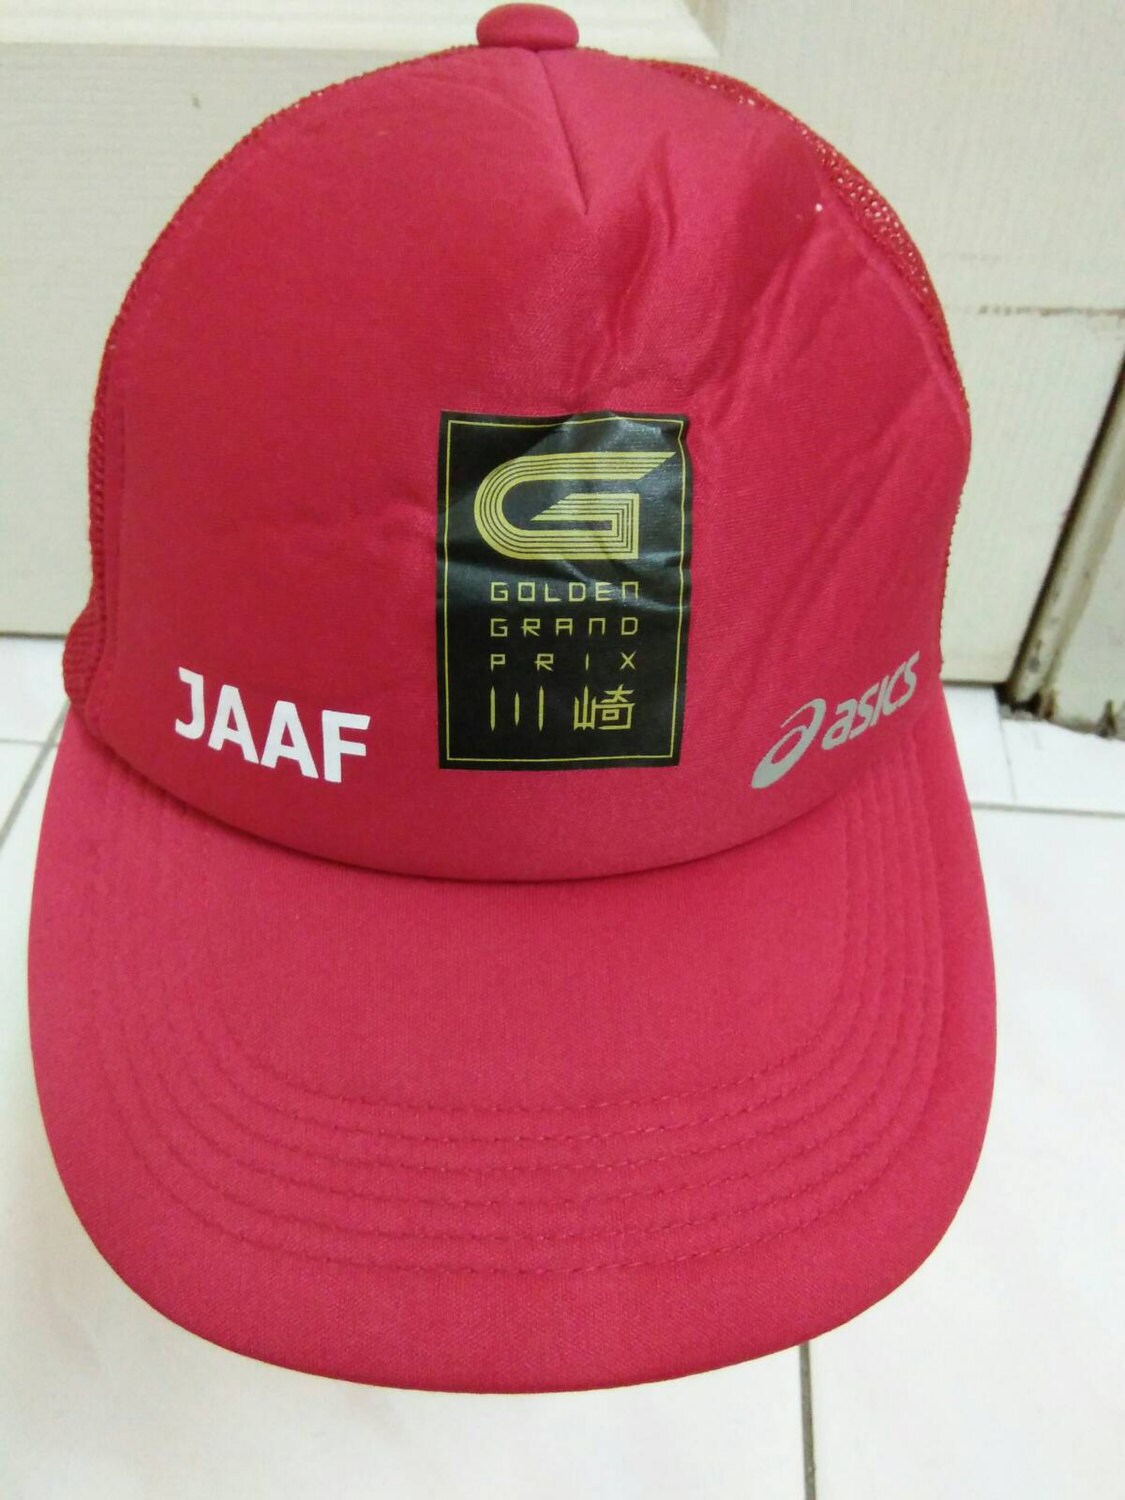 GOLDEN
GRAND
PRIX
川崎
JAAF
asics